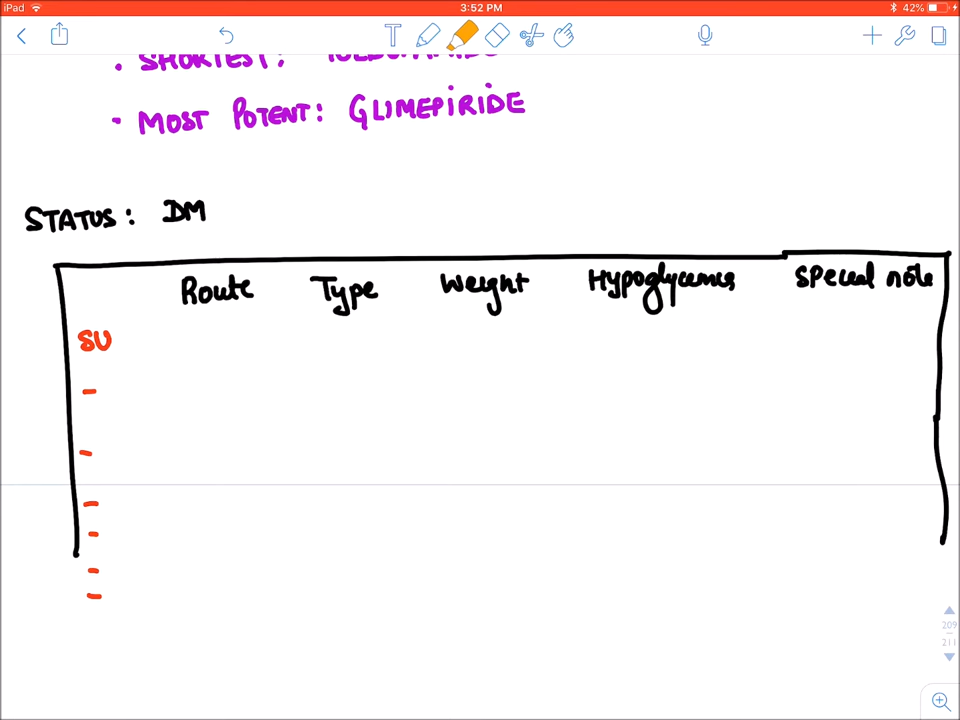 iPad 3:52 PM 42%
. SHORTEST:
- MOST POTENT: GLIMEPIRIDE
STATUS: DM
Route Type Weight Hypoglycemia Special note
SU
-
-
-
-
-
-
209
211